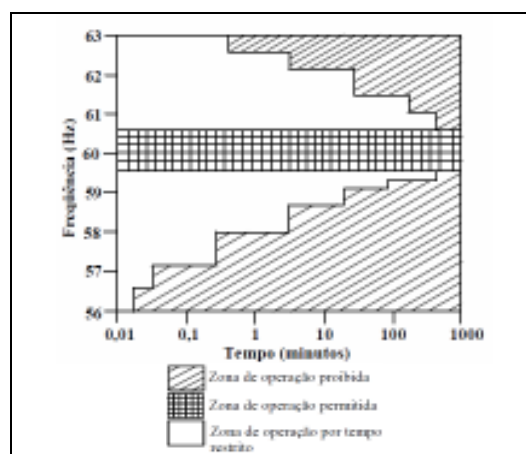 63
62
61
60
59
58
57
56
Freqüência (Hz)
0,01 0,1 1 10 100 1000
Tempo (minutos)
Zona de operação proibida
Zona de operação permitida
Zona de operação por tempo
restrito